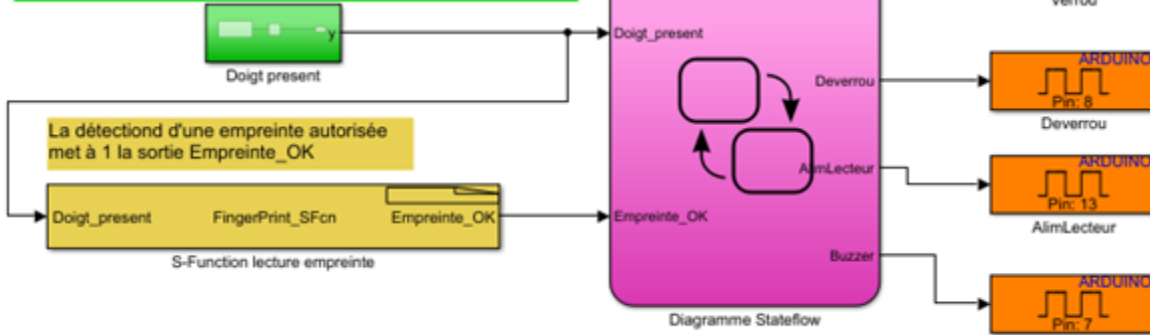 Verrou
y
Doigt present
Doigt_present
Deverrou
ARDUINO
Pin: 8
Deverrou
La détectiond d'une empreinte autorisée
met à 1 la sortie Empreinte_OK
AlimLecteur
ARDUINO
Pin: 13
AlimLecteur
Doigt_present
FingerPrint_SFcn
Empreinte_OK
Empreinte_OK
S-Function lecture empreinte
Buzzer
ARDUINO
Pin: 7
Diagramme Stateflow